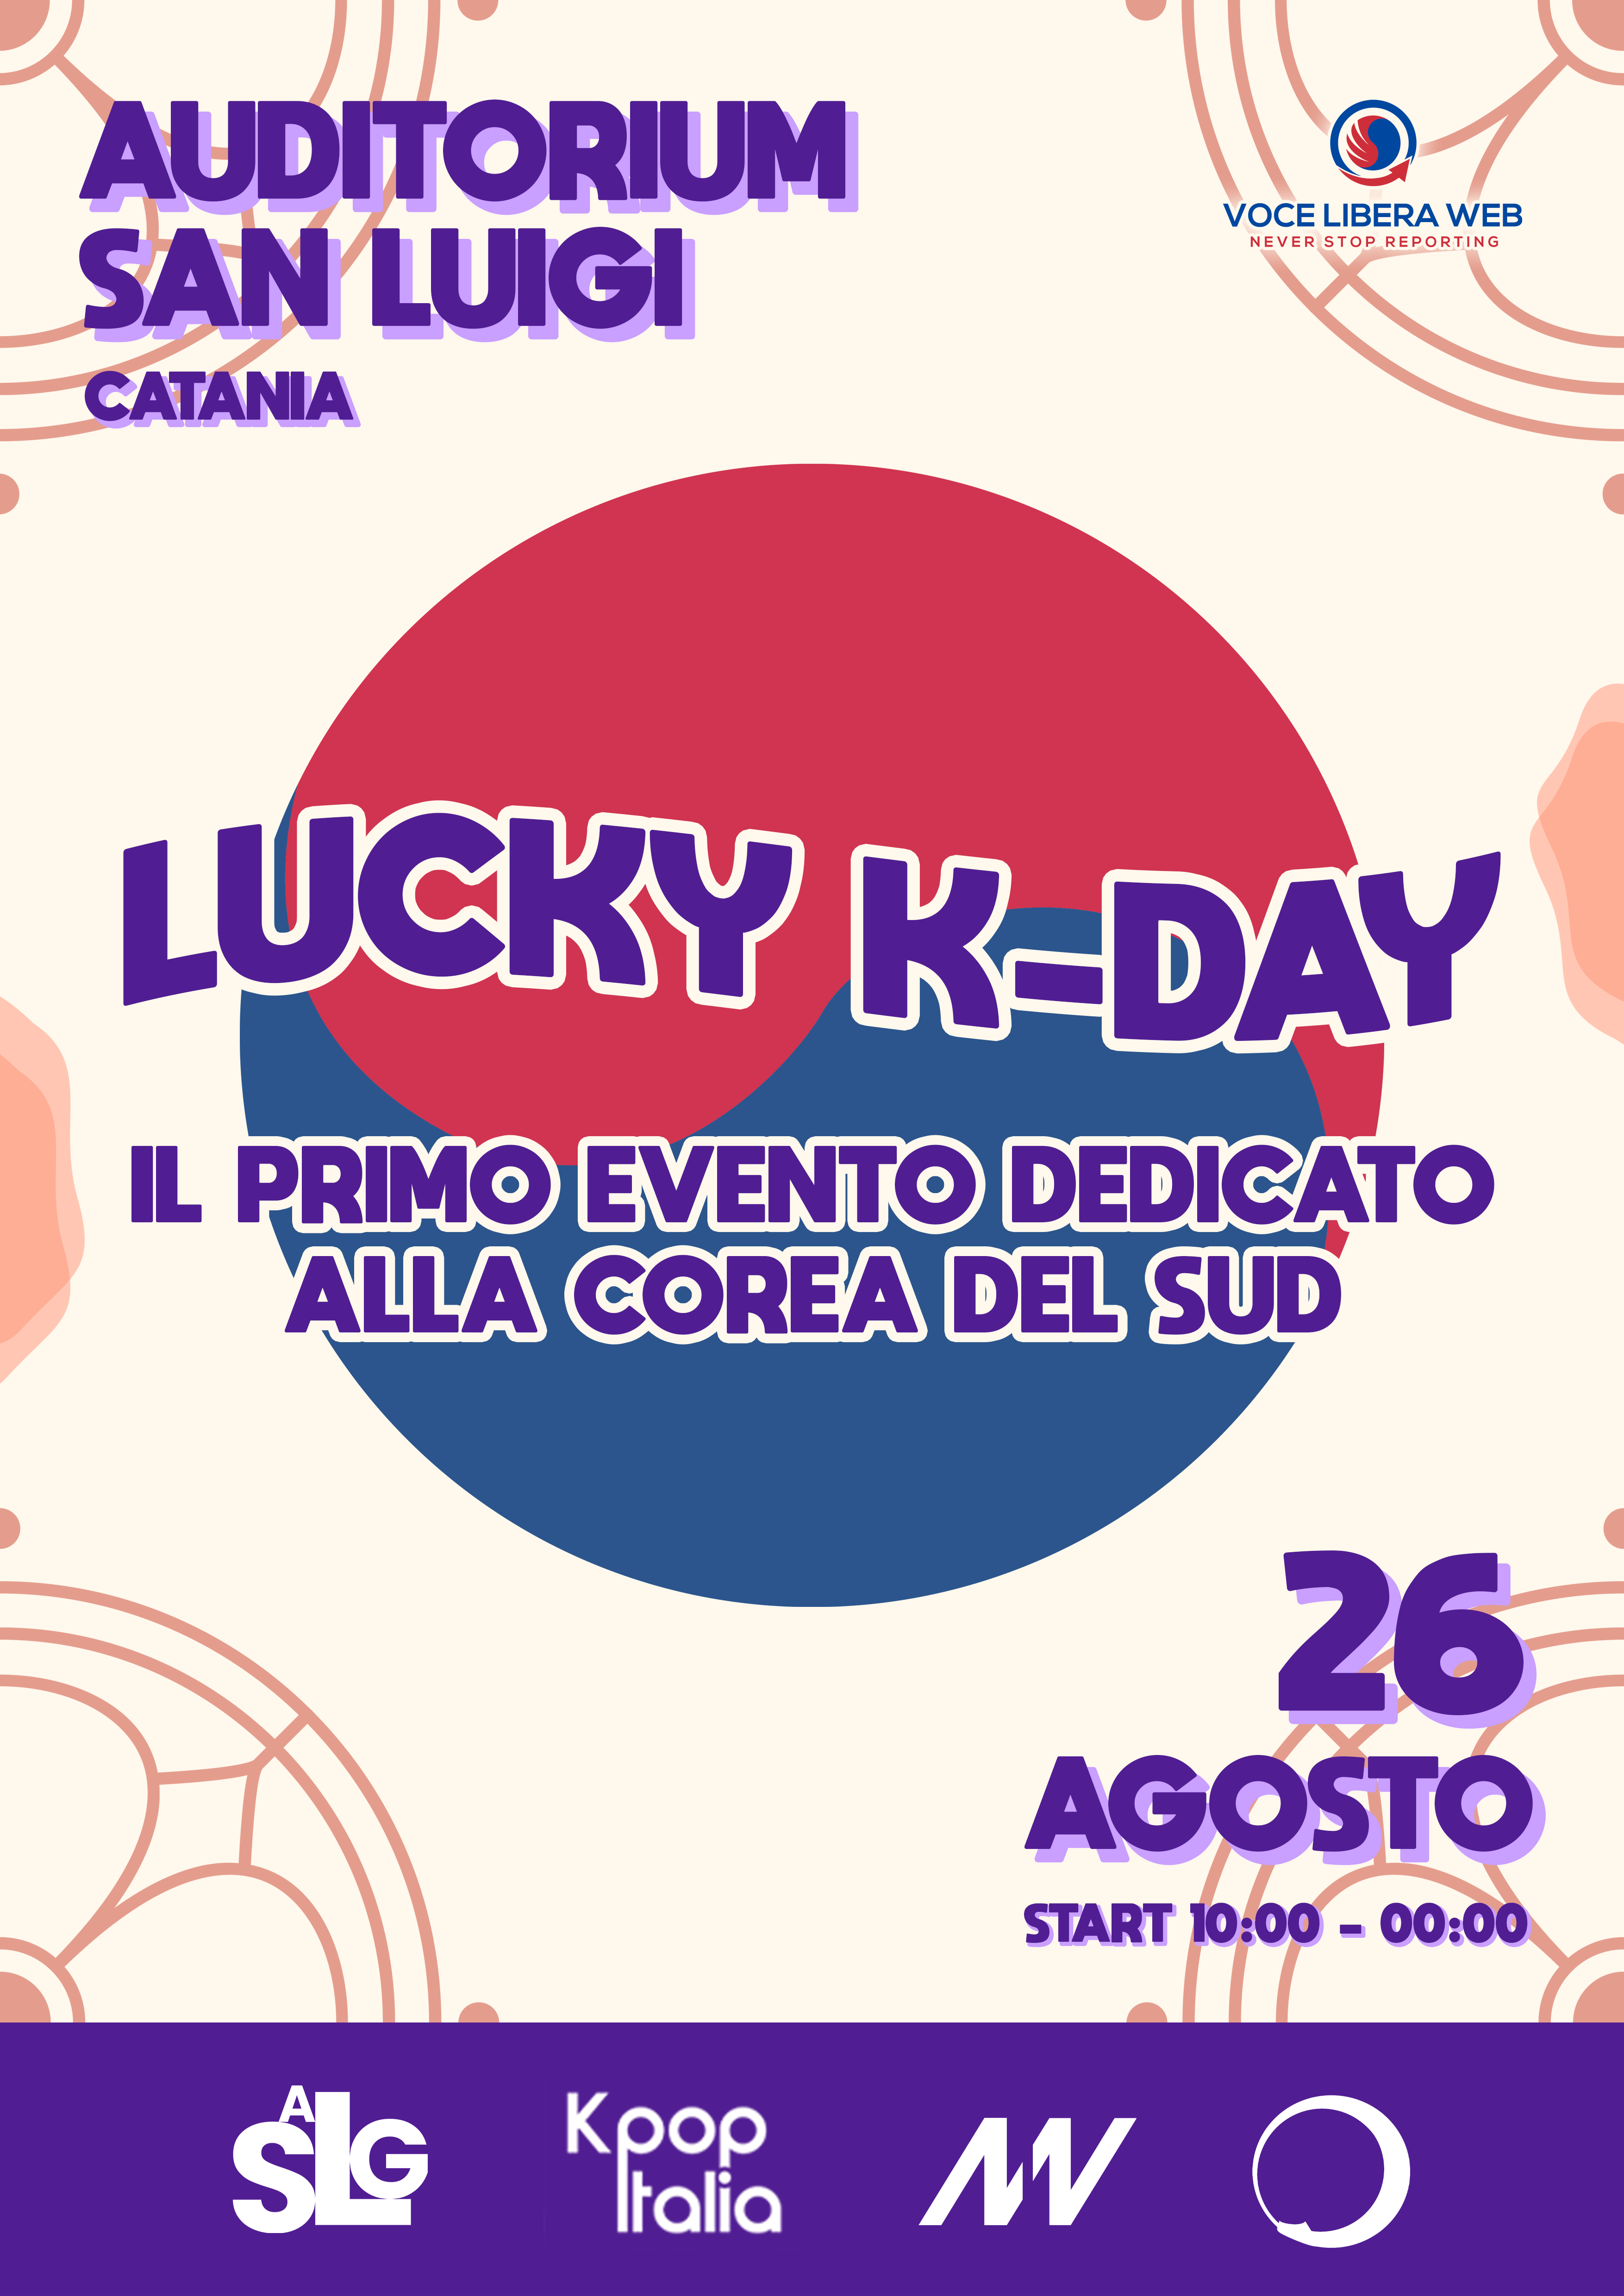 AUDITORIUM
SAN LUIGI
CATANIA
VOCE LIBERA WEB
NEVER STOP REPORTING
LUCKY K-DAY
IL PRIMO EVENTO DEDICATO
ALLA COREA DEL SUD
26
AGOSTO
START 10:00 - 00:00
A
SLG
Kpop
Italia